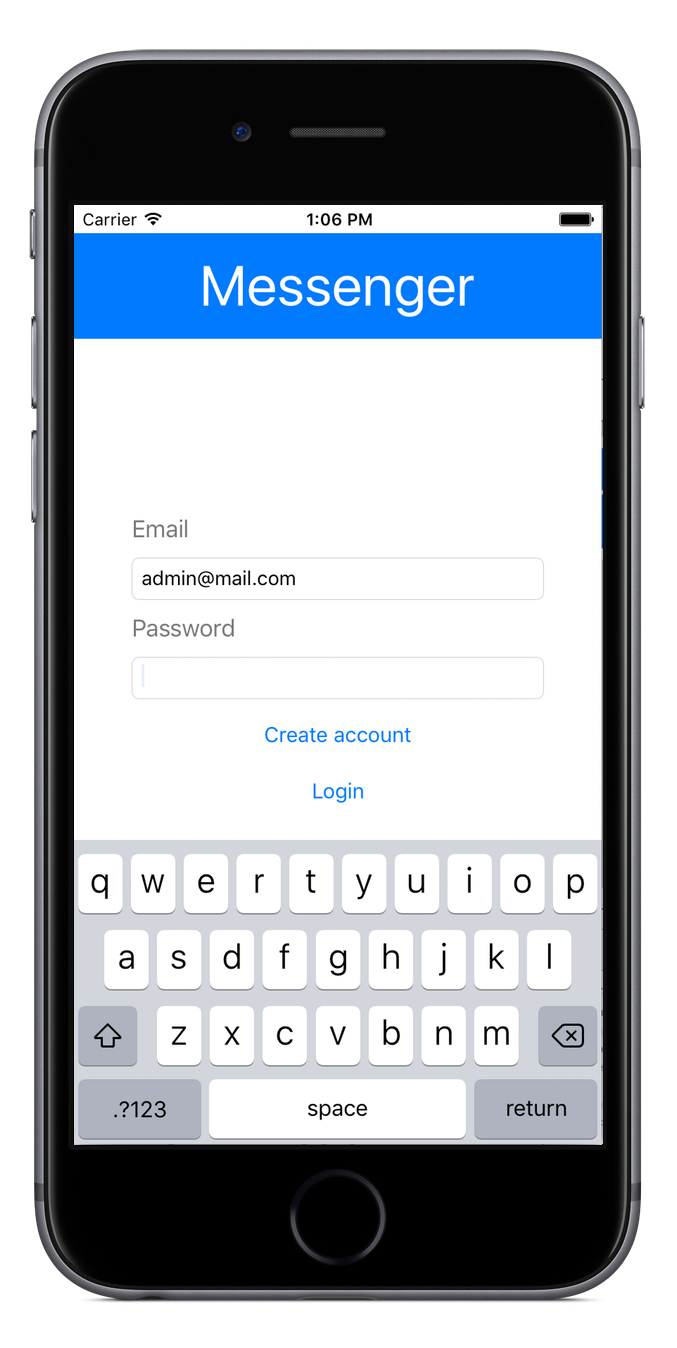 Carrier 1:06 PM
Messenger
Email
admin@mail.com
Password
Create account
Login
q w e r t y u i o p
a s d f g h j k l
z x c v b n m
.?123 space return